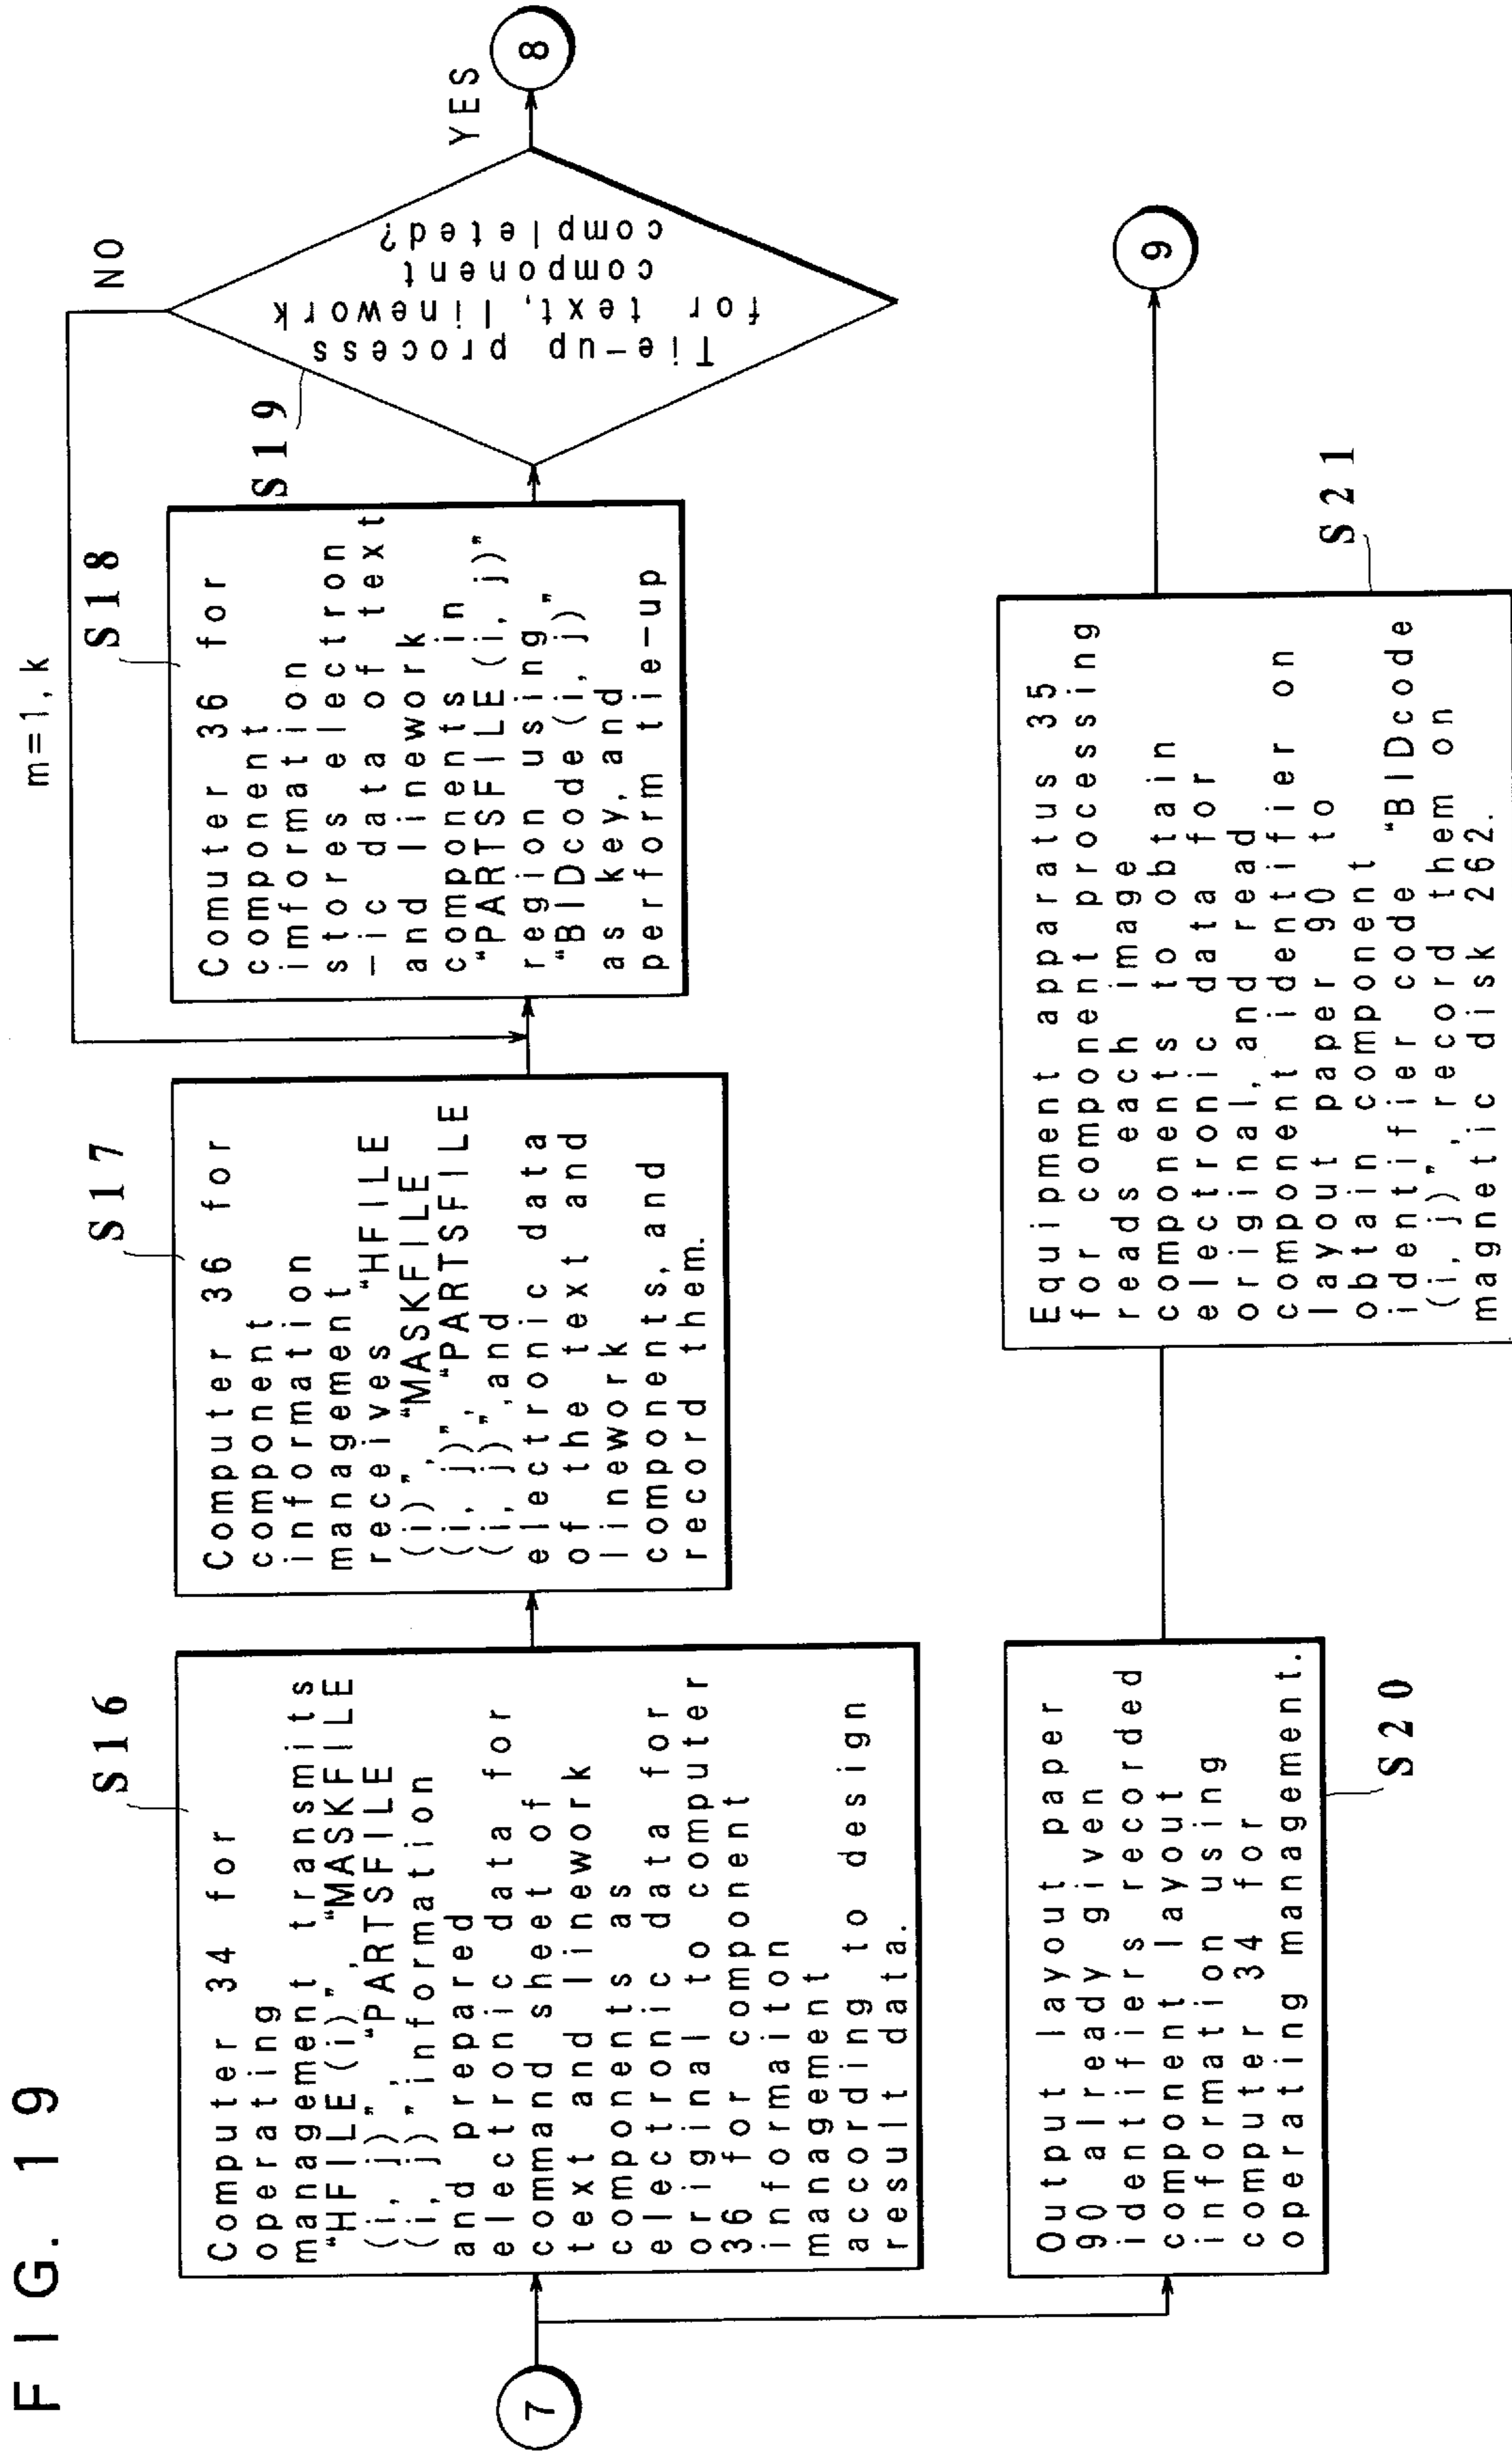 FIG. 19
7
S16
Computer 34 for
operating
management transmits
"HFILE(i)", "MASKFILE
(i, j)", "PARTSFILE
(i, j)" information
and prepared
electronic data for
command sheet of
text and linework
components as
electronic data for
original to computer
36 for component
informaiton
management
according to design
result data.
S17
Computer 36 for
component
information
management
receives "HFILE
(i)", "MASKFILE
(i, j)", "PARTSFILE
(i, j)",and
electronic data
of the text and
linework
components, and
record them.
m=1, k
S18
Comuter 36 for
component
imformation
stores electron
-ic data of text
and linework
components in
"PARTSFILE(i, j)"
region using
"BIDcode(i, j)"
as key, and
perform tie-up
S19
Tie-up process
for text, linework
component
completed?
NO
YES
8
Output layout paper
90 already given
identifiers recorded
component layout
information using
computer 34 for
operating management.
S20
Equipment apparatus 35
for component processing
reads each image
components to obtain
electronic data for
original, and read
component identifier on
layout paper 90 to
obtain component
identifier code "BIDcode
(i, j)", record them on
magnetic disk 262.
S21
9